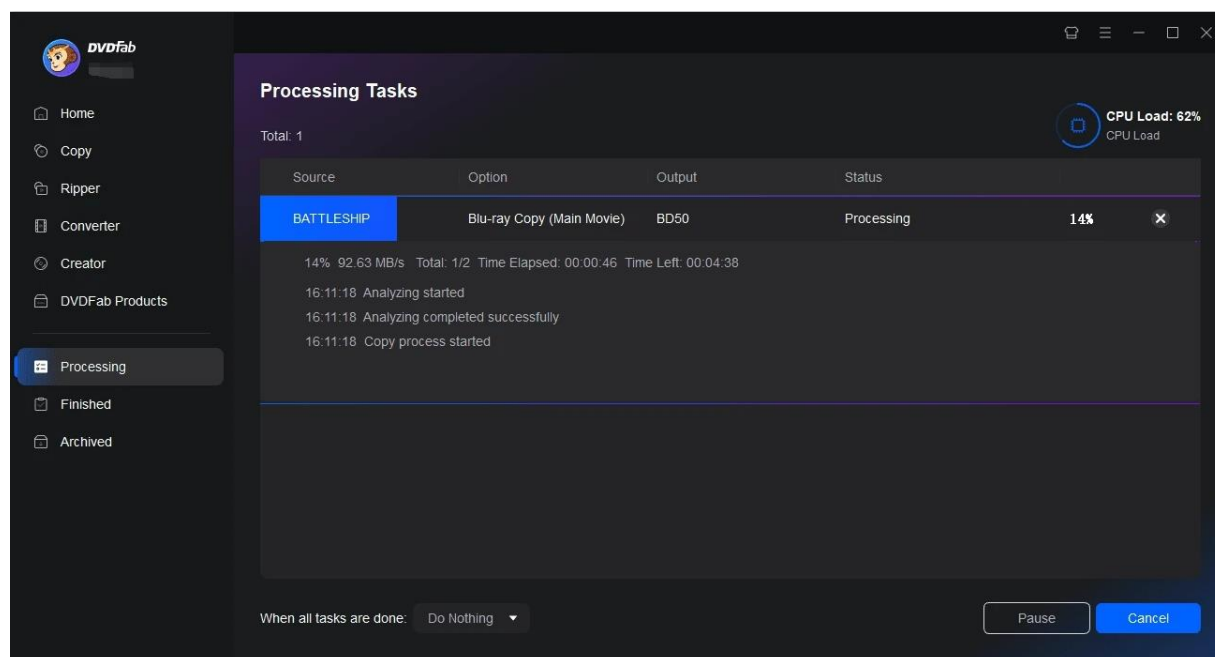 DVDFab
Home
Copy
Ripper
Converter
Creator
DVDFab Products
Processing
Finished
Archived
Processing Tasks
Total: 1
CPU Load: 62%
CPU Load
Source Option Output Status
BATTLESHIP Blu-ray Copy (Main Movie) BD50 Processing 14%
14% 92.63 MB/s Total: 1/2 Time Elapsed: 00:00:46 Time Left: 00:04:38
16:11:18 Analyzing started
16:11:18 Analyzing completed successfully
16:11:18 Copy process started
When all tasks are done: Do Nothing Pause Cancel